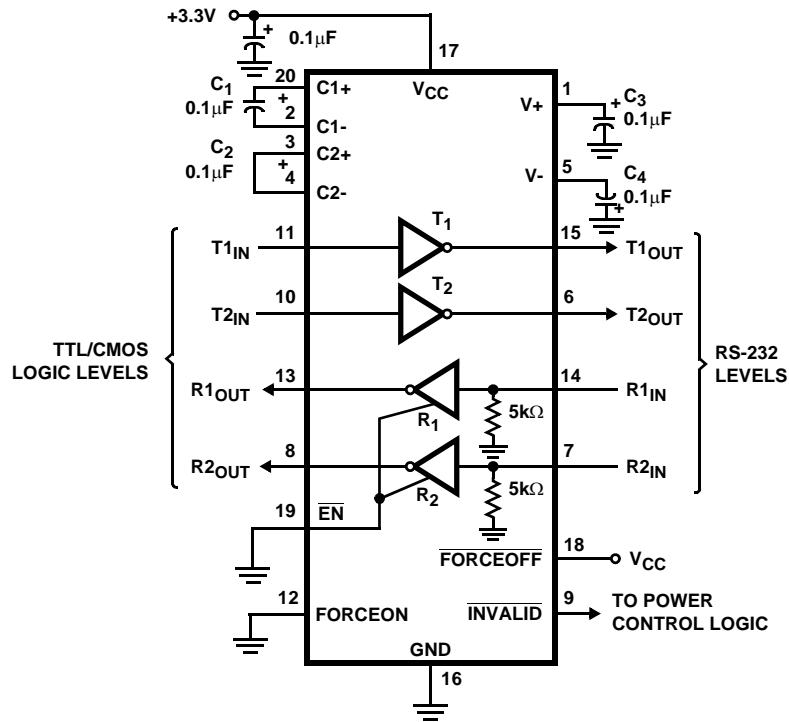 +3.3V
+ 0.1μF
17
20
C1+
VCC
1
V+
C1
0.1μF
+
2
C1-
+ C3
0.1μF
3
C2+
C2
0.1μF
+
4
C2-
5
V-
C4
0.1μF
+
T1
11
T1IN
15
T1OUT
T2
10
T2IN
6
T2OUT
TTL/CMOS
LOGIC LEVELS
RS-232
LEVELS
13
R1OUT
R1
14
R1IN
5kΩ
8
R2OUT
R2
7
R2IN
5kΩ
19
EN
FORCEOFF
18
VCC
12
FORCEON
INVALID
9
TO POWER
CONTROL LOGIC
GND
16